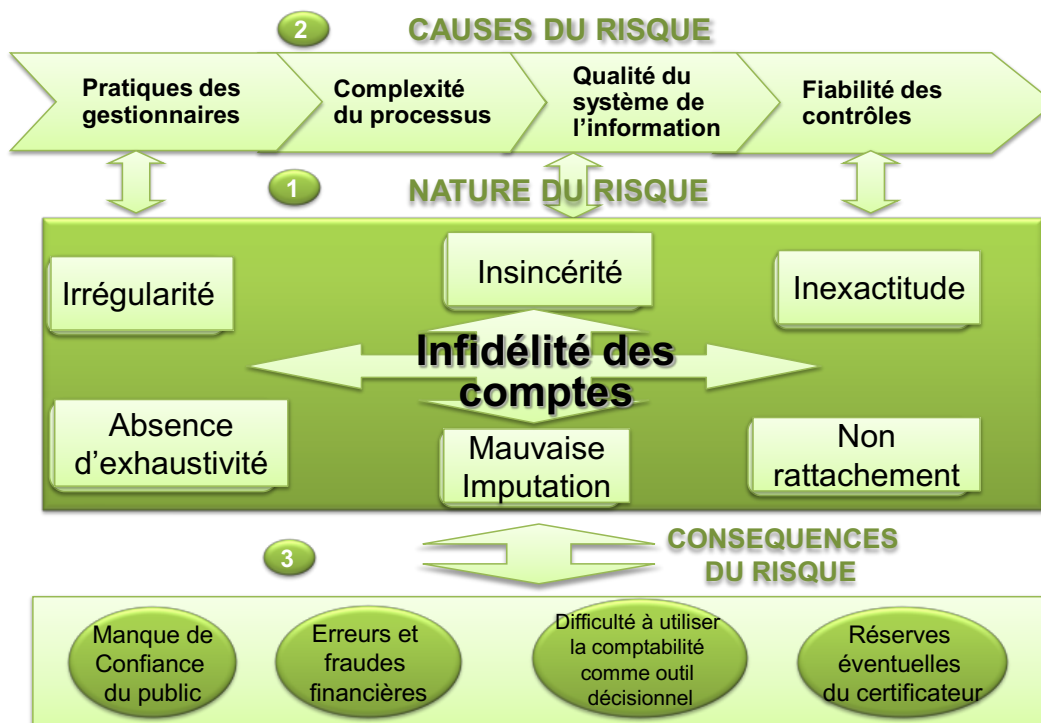 2 CAUSES DU RISQUE
Pratiques des
gestionnaires
Complexité
du processus
Qualité du
système de
l’information
Fiabilité des
contrôles
1 NATURE DU RISQUE
Irrégularité
Insincérité
Inexactitude
Infidélité des
comptes
Absence
d’exhaustivité
Mauvaise
Imputation
Non
rattachement
3 CONSEQUENCES
DU RISQUE
Manque de
Confiance
du public
Erreurs et
fraudes
financières
Difficulté à utiliser
la comptabilité
comme outil
décisionnel
Réserves
éventuelles
du certificateur